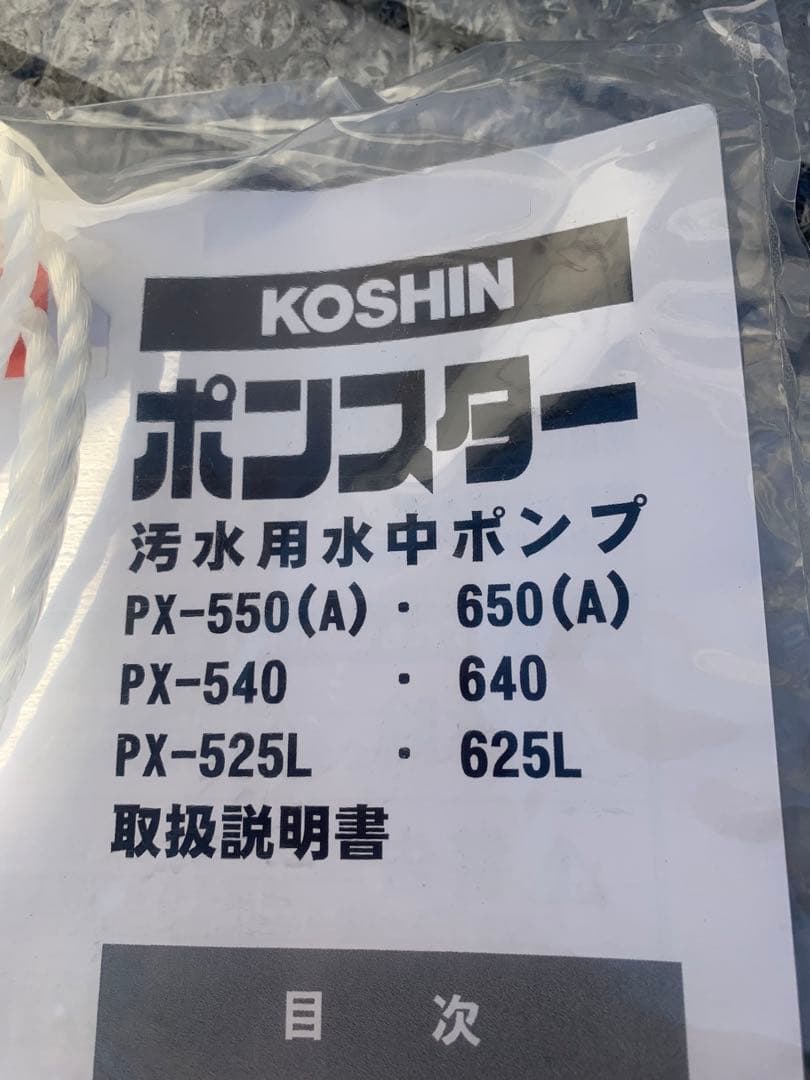 KOSHIN
ポンスター
汚水用水中ポンプ
PX-550(A)・ 650(A)
PX-540 ・ 640
PX-525L ・ 625L
取扱説明書
目 次